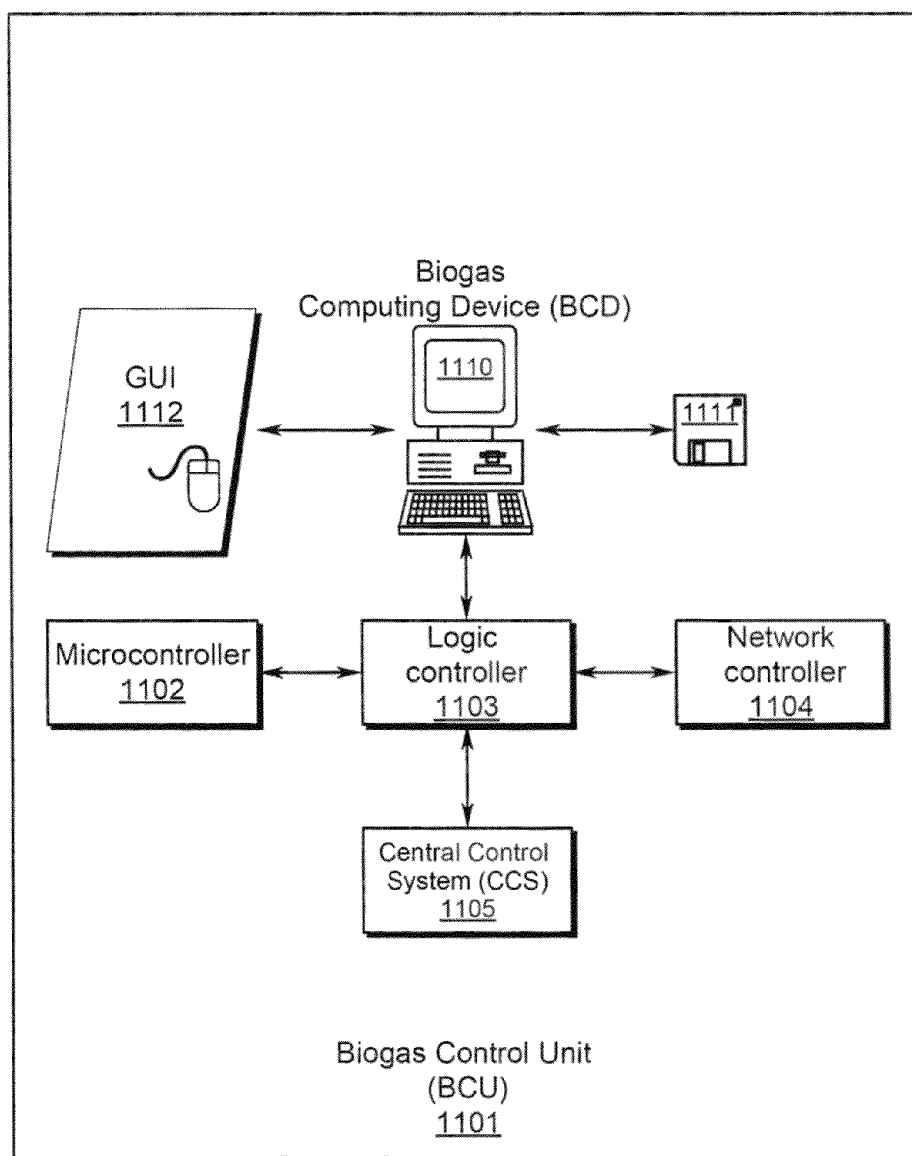 Biogas
Computing Device (BCD)
1110
GUI
1112
1111
Microcontroller
1102
Logic
controller
1103
Network
controller
1104
Central Control
System (CCS)
1105
Biogas Control Unit
(BCU)
1101